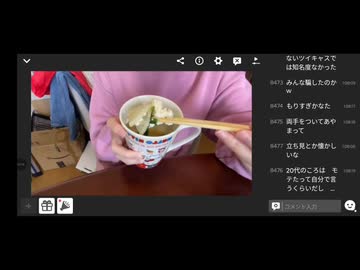 ないツイキャスで
は知名度なかった
8473 みんな騙したのか
w
8474 もりすぎかなた
8475 両手をついてあや
まって
8477 立ち見とか懐かし
いな
8476 20代のころは モ
テたって自分で言
うくらいだし
コメント入力